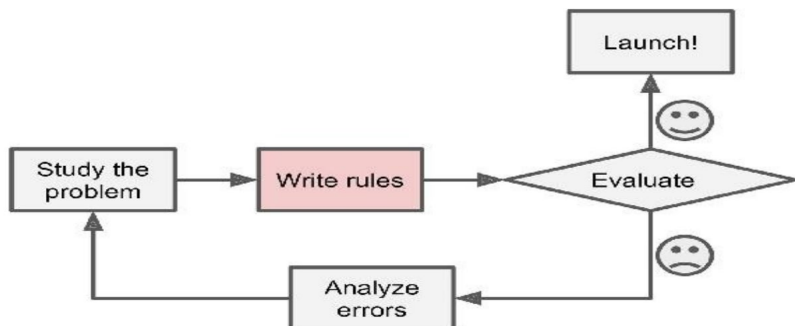 Launch!
Study the
problem
Write rules
Evaluate
Analyze
errors